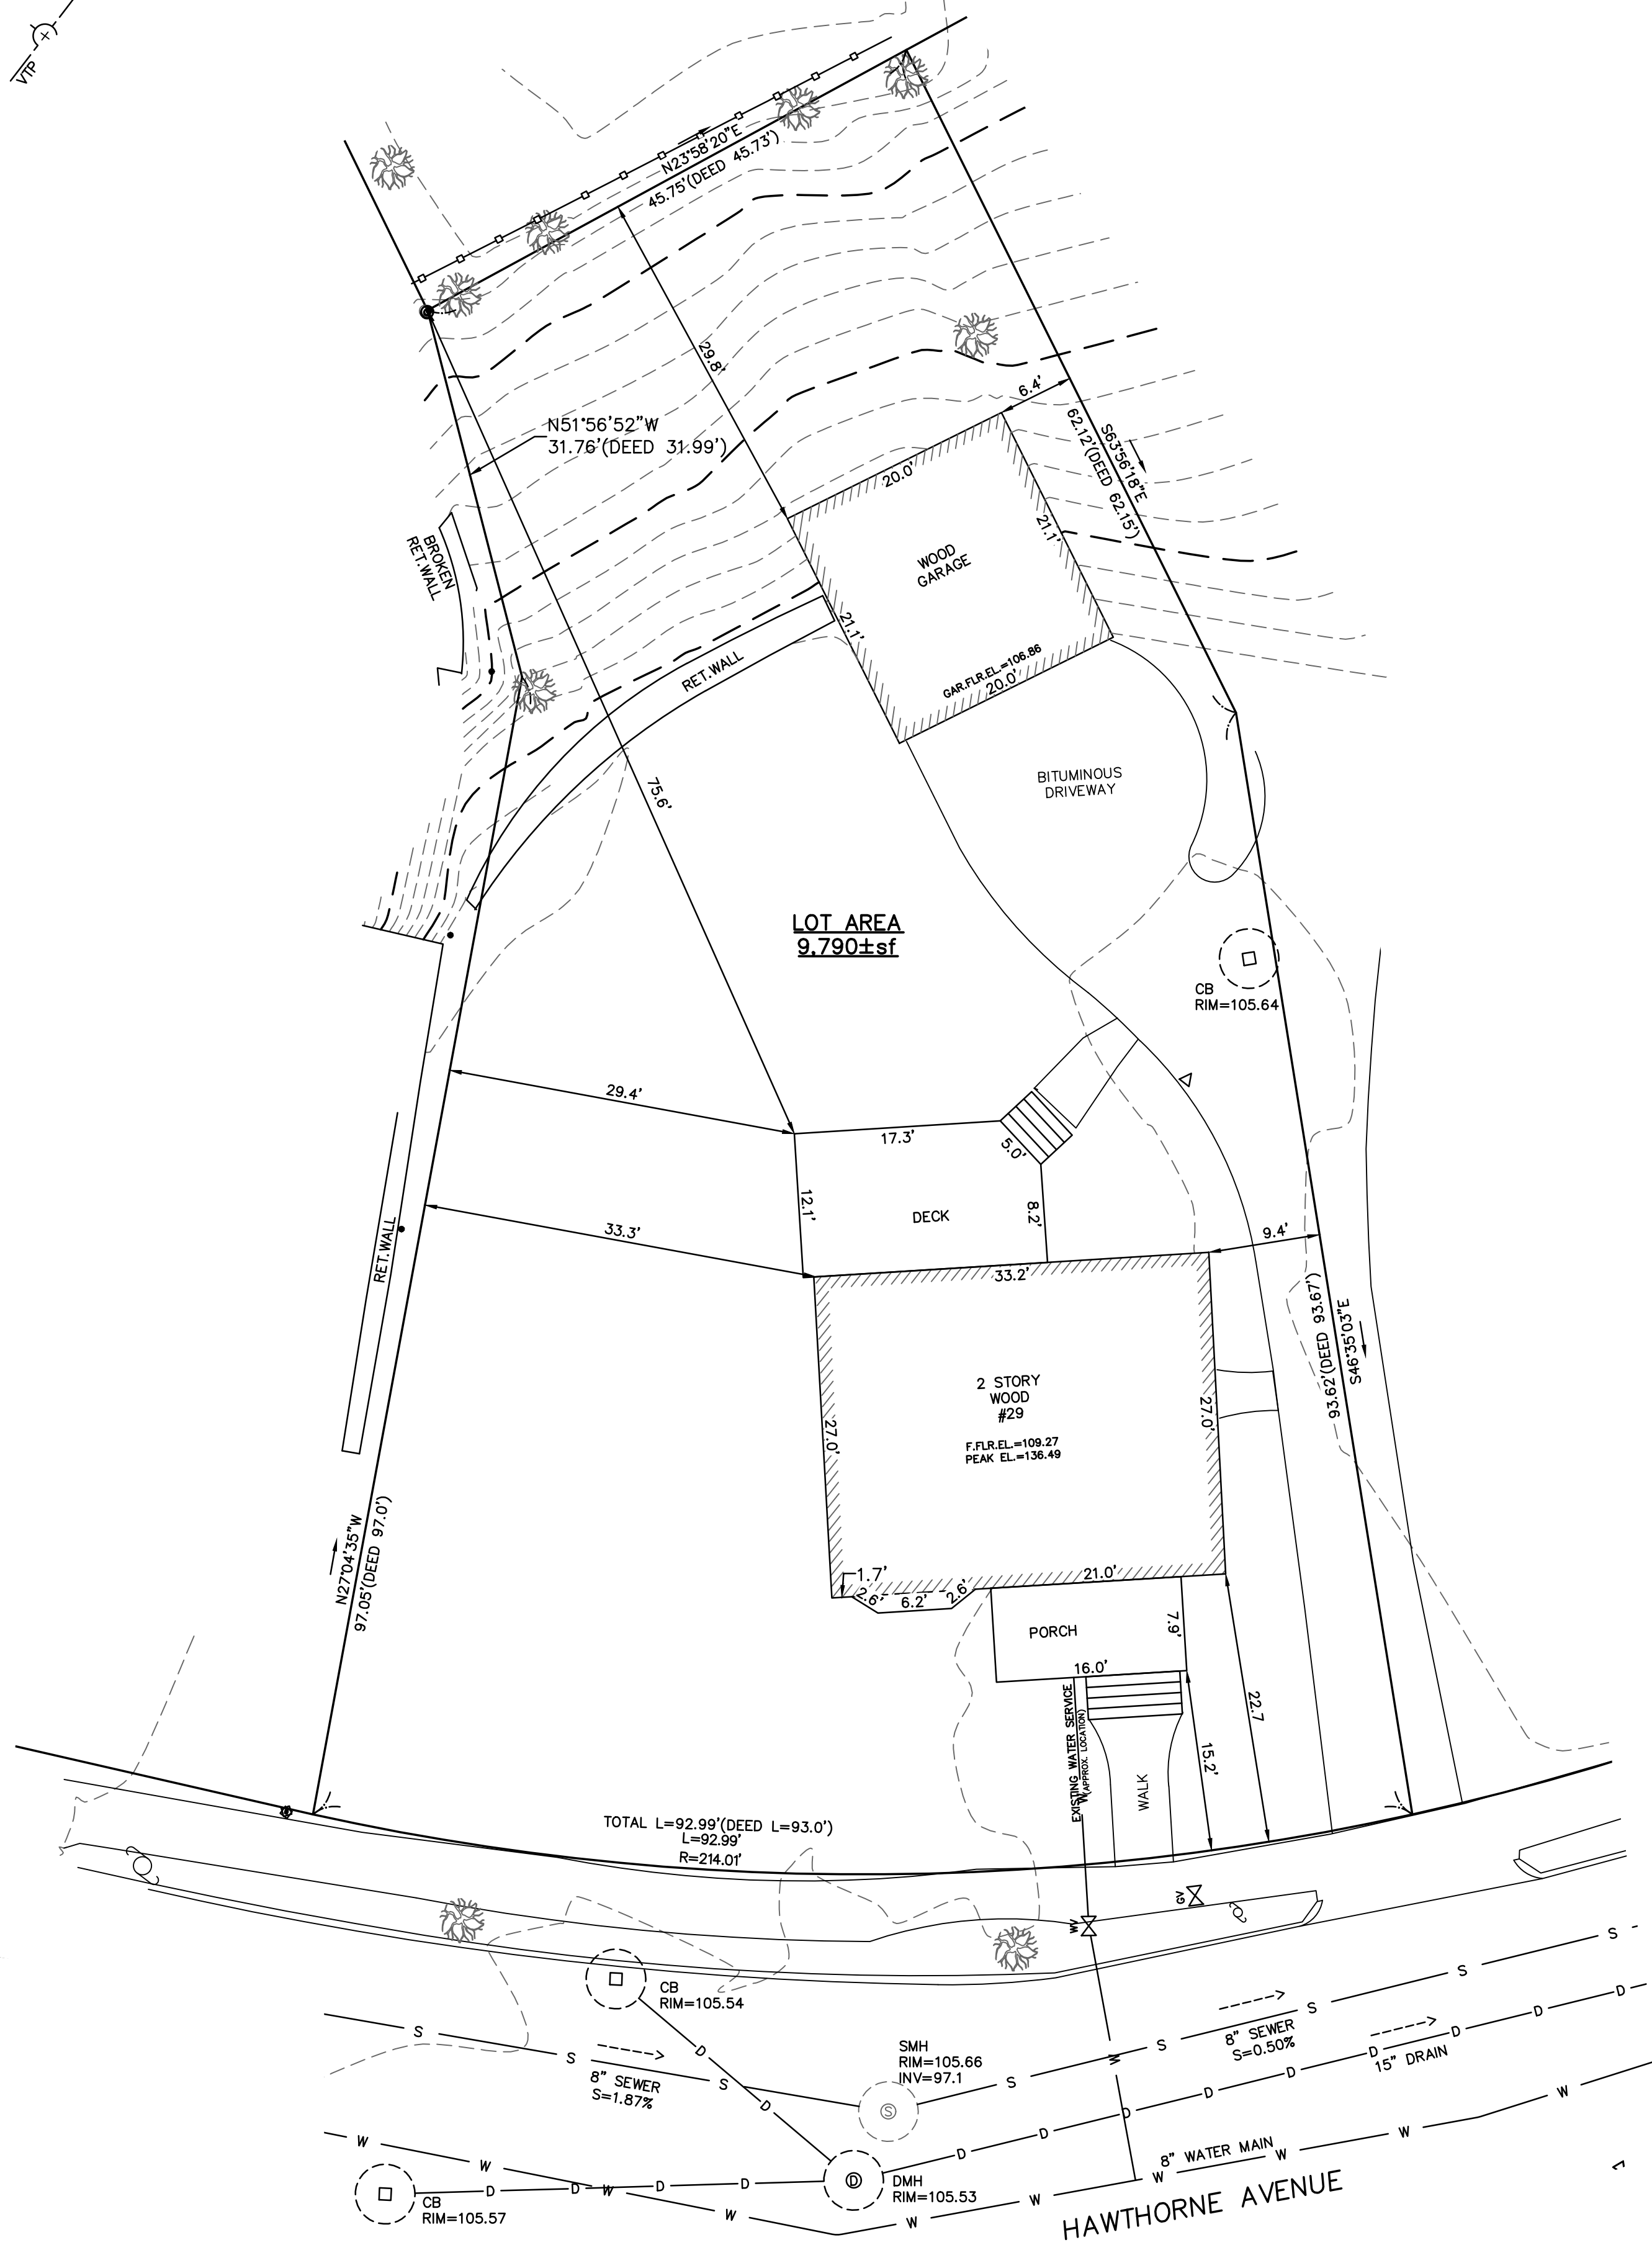 VTP
N23°58'20"E
45.75'(DEED 45.73')
29.8'
6.4'
N51°56'52"W
31.76'(DEED 31.99')
S63°56'18"E
62.12'(DEED 62.15')
20.0'
21.1'
BROKEN
RET.WALL
WOOD
GARAGE
21.1'
RET.WALL
GAR.FLR.EL.=106.86
20.0'
75.6'
BITUMINOUS
DRIVEWAY
LOT AREA
9,790±sf
CB
RIM=105.64
29.4'
17.3'
5.0'
12.1'
DECK
8.2'
33.3'
9.4'
RET.WALL
33.2'
93.62'(DEED 93.67')
S46°35'03"E
2 STORY
WOOD
#29
F.FLR.EL.=109.27
PEAK EL.=136.49
27.0'
27.0'
N27°04'35"W
97.05'(DEED 97.0')
1.7'
2.6'
6.2'
2.6'
21.0'
PORCH
7.9'
16.0'
EXISTING WATER SERVICE
(APPROX. LOCATION)
W
22.7
15.2'
WALK
TOTAL L=92.99'(DEED L=93.0')
L=92.99'
R=214.01'
GV
WV
CB
RIM=105.54
S S S
8" SEWER
S=1.87%
SMH
RIM=105.66
INV=97.1
S
S S S S S
8" SEWER
S=0.50%
D D
D D D D D D D D D
15" DRAIN
W
W W W W W W W W W W
8" WATER MAIN
D
DMH
RIM=105.53
D D D D
CB
RIM=105.57
HAWTHORNE AVENUE